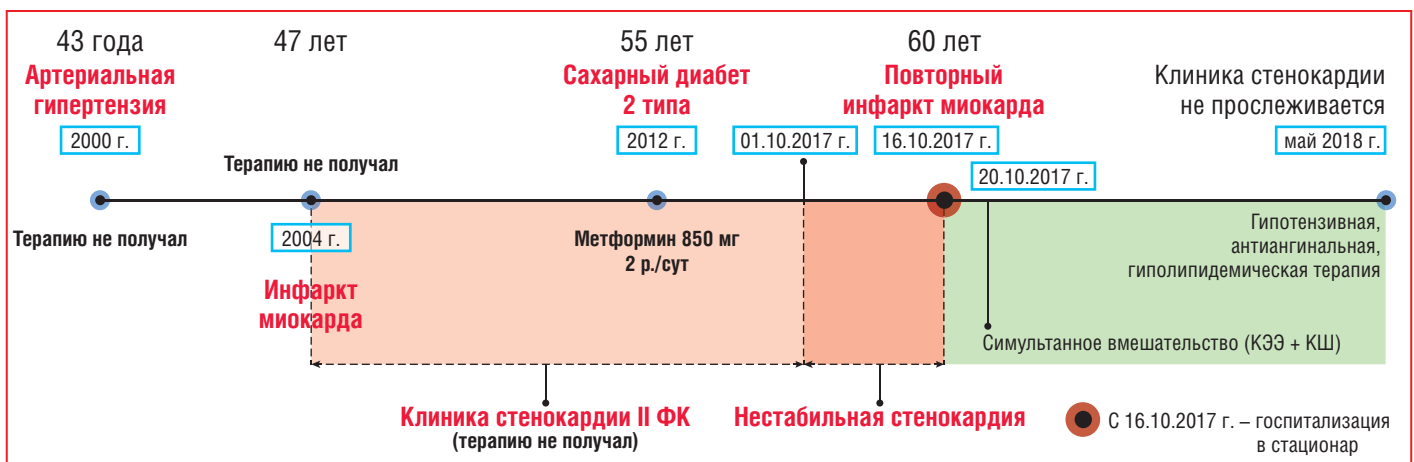 43 года
Артериальная
гипертензия
2000 г.
47 лет
55 лет
Сахарный диабет
2 типа
2012 г.
01.10.2017 г.
60 лет
Повторный
инфаркт миокарда
16.10.2017 г.
20.10.2017 г.
Клиника стенокардии
не прослеживается
май 2018 г.
Терапию не получал
Терапию не получал
2004 г.
Инфаркт
миокарда
Метформин 850 мг
2 р./сут
Гипотензивная,
антиангинальная,
гиполипидемическая терапия
Симультанное вмешательство (КЭЭ + КШ)
Клиника стенокардии II ФК
(терапию не получал)
Нестабильная стенокардия
С 16.10.2017 г. – госпитализация
в стационар